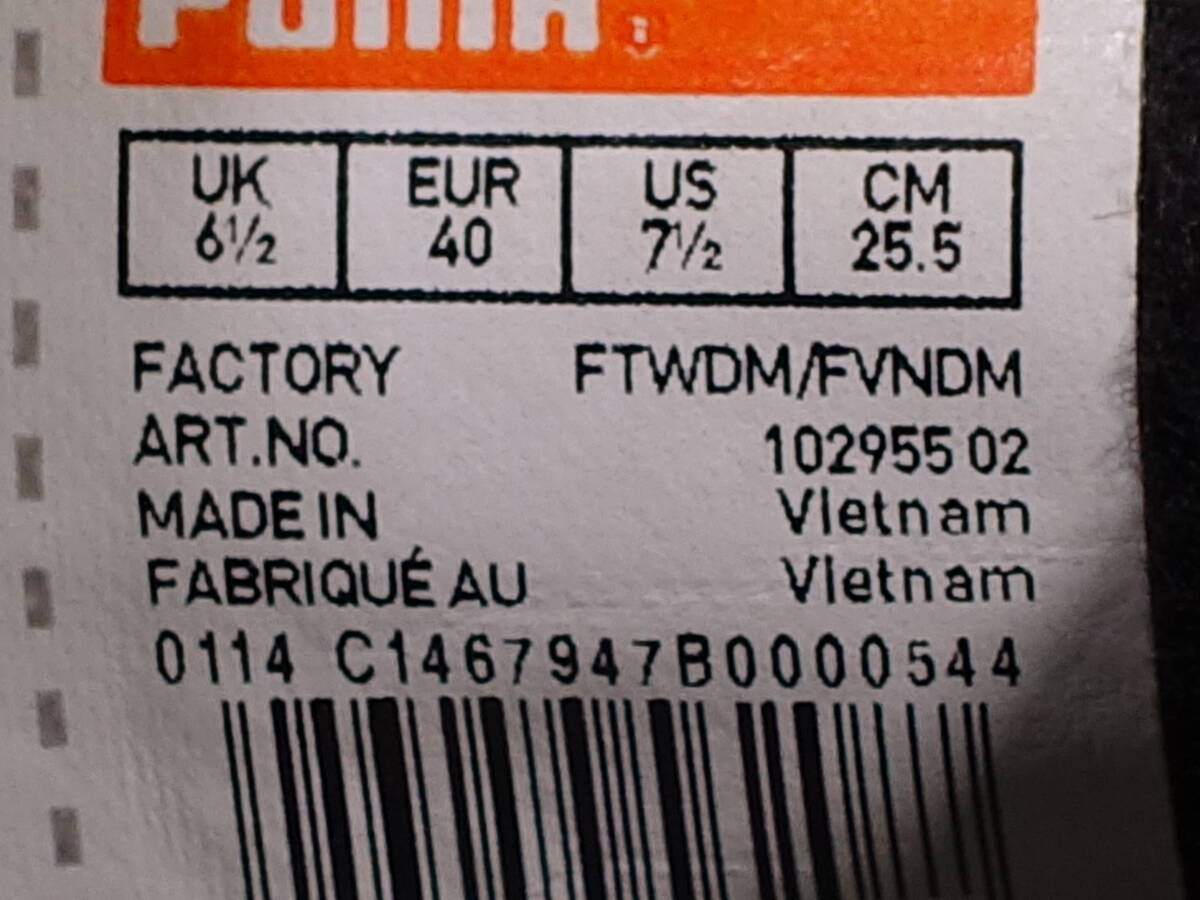 PUMA®
UK EUR US CM
6½ 40 7½ 25.5
FACTORY FTWDM/FVNDM
ART.NO. 102955 02
MADE IN Vietnam
FABRIQUÉ AU Vietnam
0114 C1467947B0000544